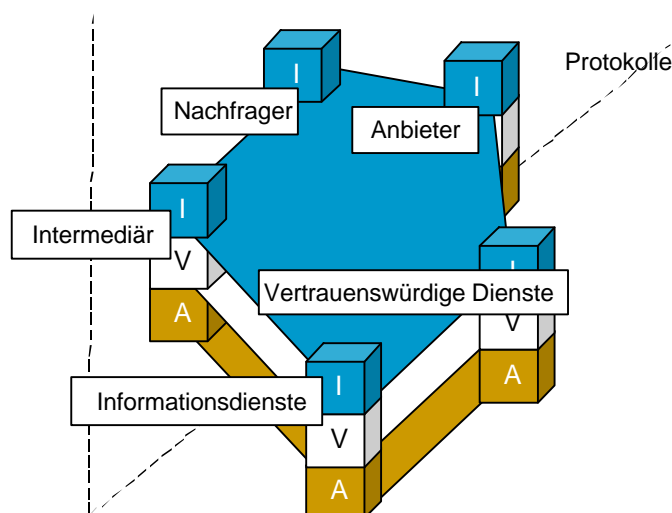 Protokolle
I
I
Nachfrager
Anbieter
I
Intermediär
V
I
Vertrauenswürdige Dienste
A
V
I
A
Informationsdienste
V
A